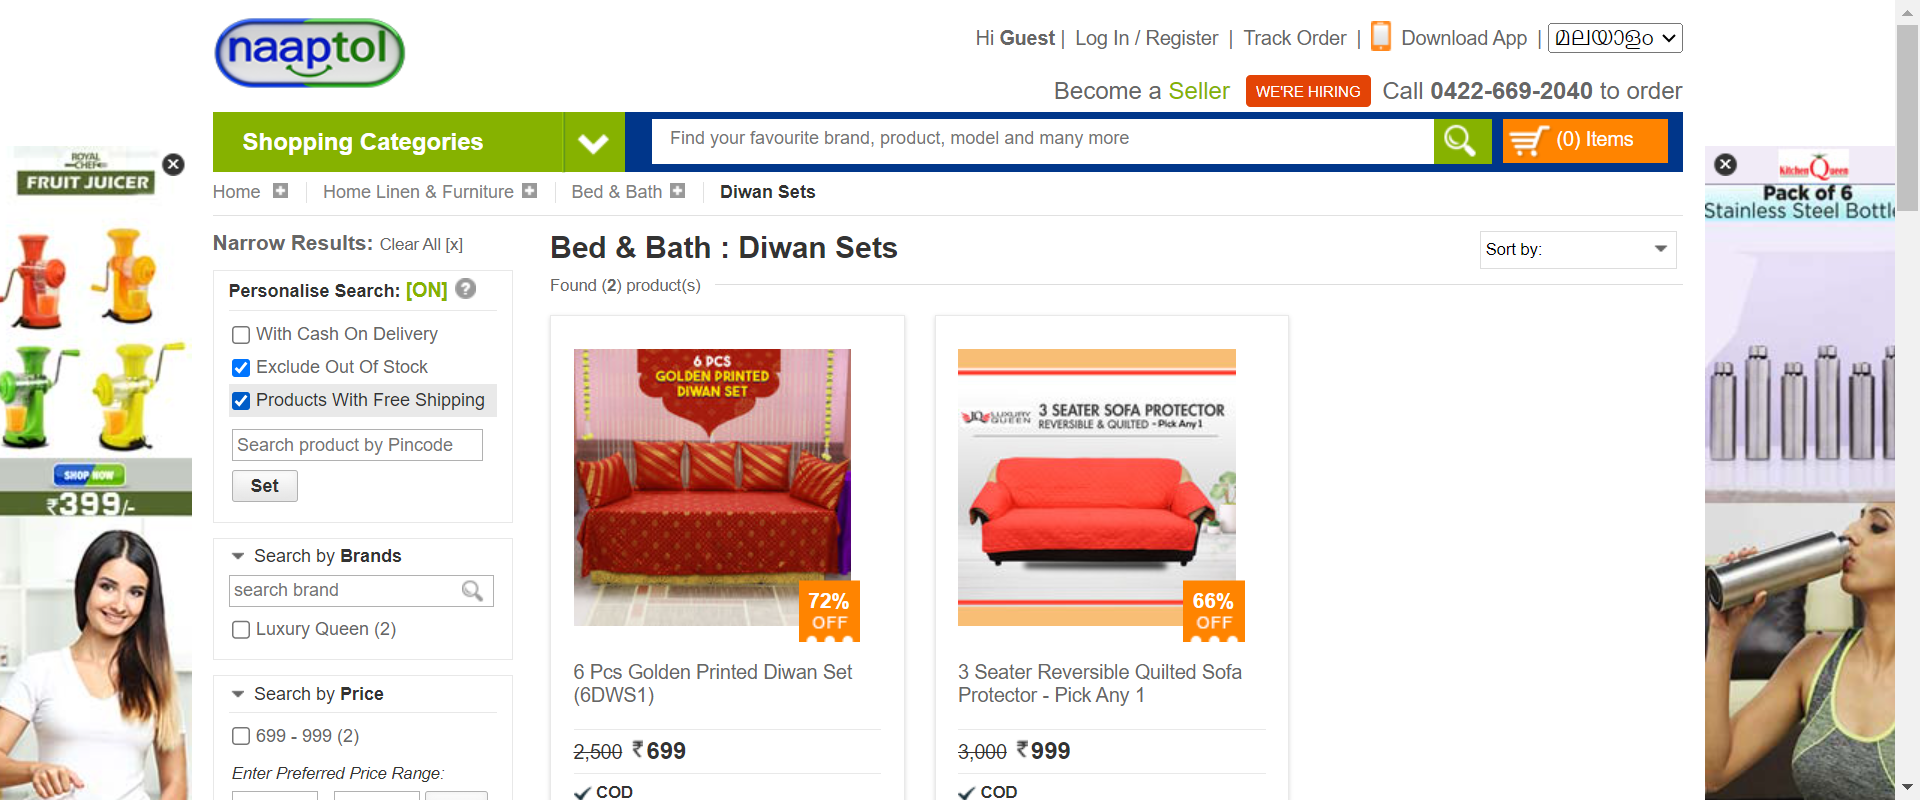 naaptol
Hi Guest | Log In / Register | Track Order | Download App | മലയാളം
Become a Seller WE'RE HIRING Call 0422-669-2040 to order
Shopping Categories
Find your favourite brand, product, model and many more
(0) Items
Home Home Linen & Furniture Bed & Bath Diwan Sets
ROYAL
CHEF
FRUIT JUICER
SHOP NOW
₹399/-
Narrow Results: Clear All [x]
Personalise Search: [ON] ?
With Cash On Delivery
Exclude Out Of Stock
Products With Free Shipping
Search product by Pincode
Set
Search by Brands
search brand
Luxury Queen (2)
Search by Price
699 - 999 (2)
Enter Preferred Price Range:
Bed & Bath : Diwan Sets
Sort by:
Found (2) product(s)
6 PCS
GOLDEN PRINTED
DIWAN SET
72%
OFF
6 Pcs Golden Printed Diwan Set
(6DWS1)
2,500 ₹699
COD
LUXURY
QUEEN
3 SEATER SOFA PROTECTOR
REVERSIBLE & QUILTED - Pick Any 1
66%
OFF
3 Seater Reversible Quilted Sofa
Protector - Pick Any 1
3,000 ₹999
COD
Kitchen Queen
Pack of 6
Stainless Steel Bottl